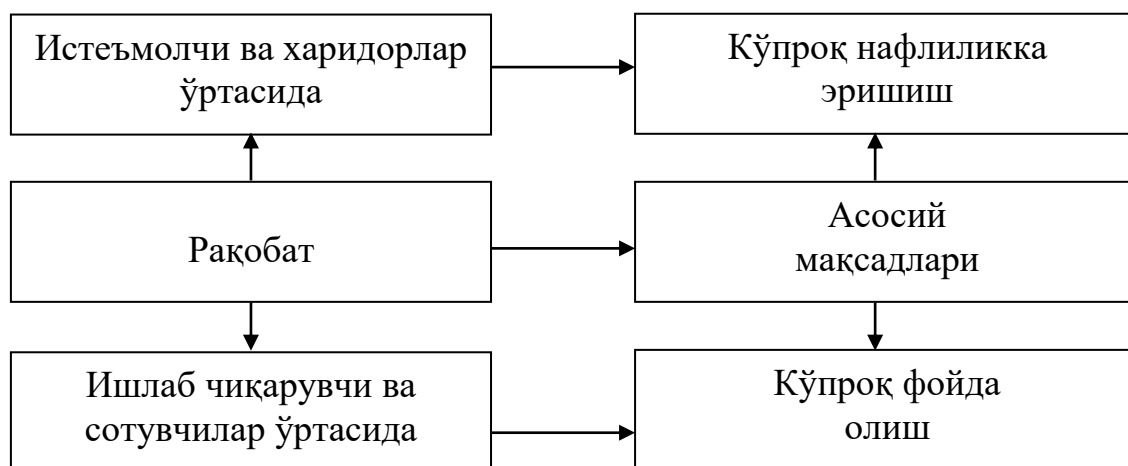 Истеъмолчи ва харидорлар
ўртасида
Кўпроқ нафлиликка
эришиш
Рақобат
Асосий
мақсадлари
Ишлаб чиқарувчи ва
сотувчилар ўртасида
Кўпроқ фойда
олиш